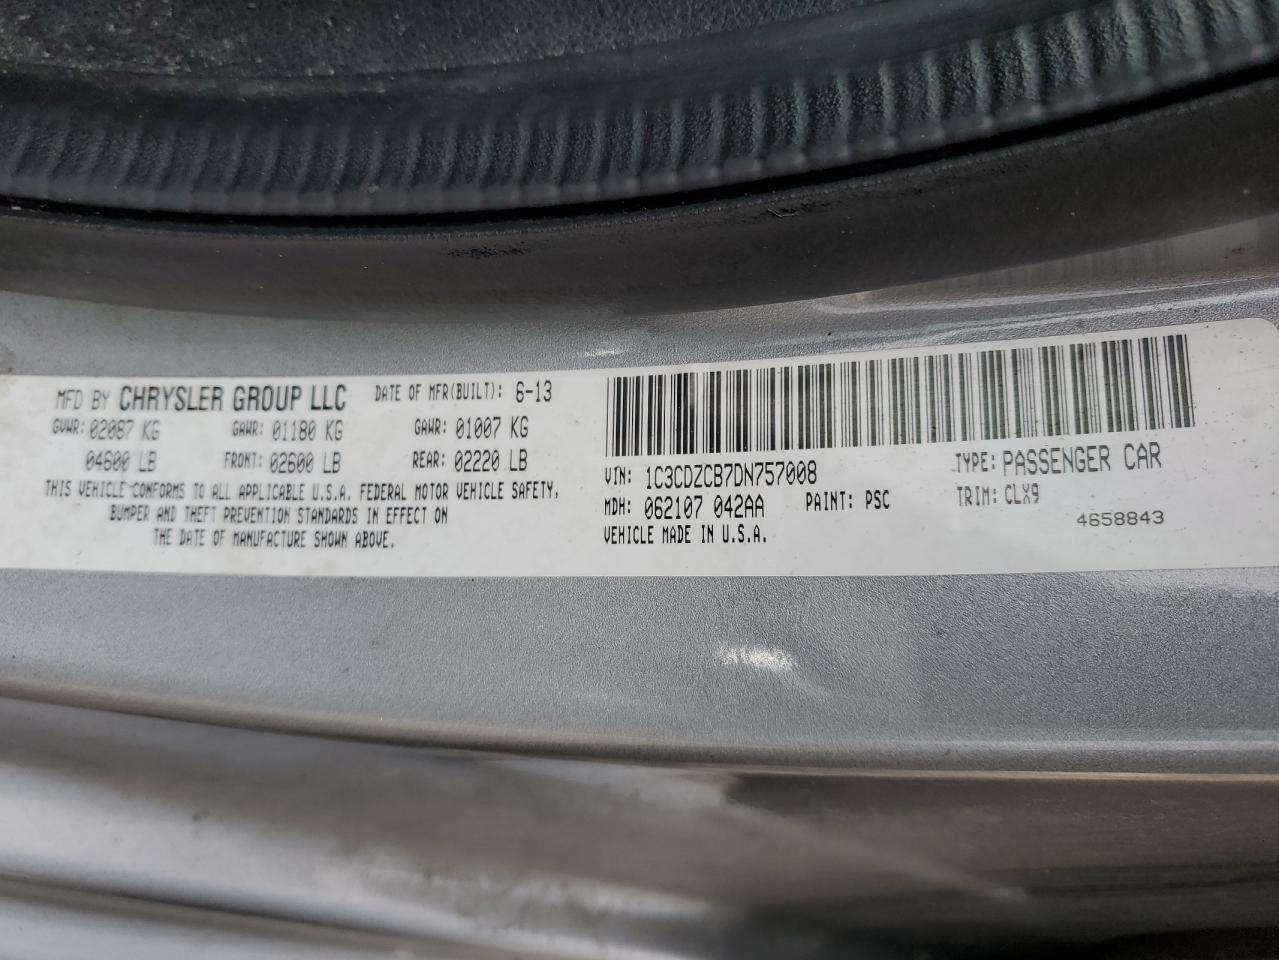 MFD BY CHRYSLER GROUP LLC DATE OF MFR(BUILT): 6-13
GVWR: 02087 KG GAWR: 01180 KG GAWR: 01007 KG
04600 LB FRONT: 02600 LB REAR: 02220 LB
THIS VEHICLE CONFORMS TO ALL APPLICABLE U.S.A. FEDERAL MOTOR VEHICLE SAFETY,
BUMPER AND THEFT PREVENTION STANDARDS IN EFFECT ON
THE DATE OF MANUFACTURE SHOWN ABOVE.
VIN: 1C3CDZCB7DN757008 TYPE: PASSENGER CAR
MDH: 062107 042AA PAINT: PSC TRIM: CLX9
VEHICLE MADE IN U.S.A. 4658843